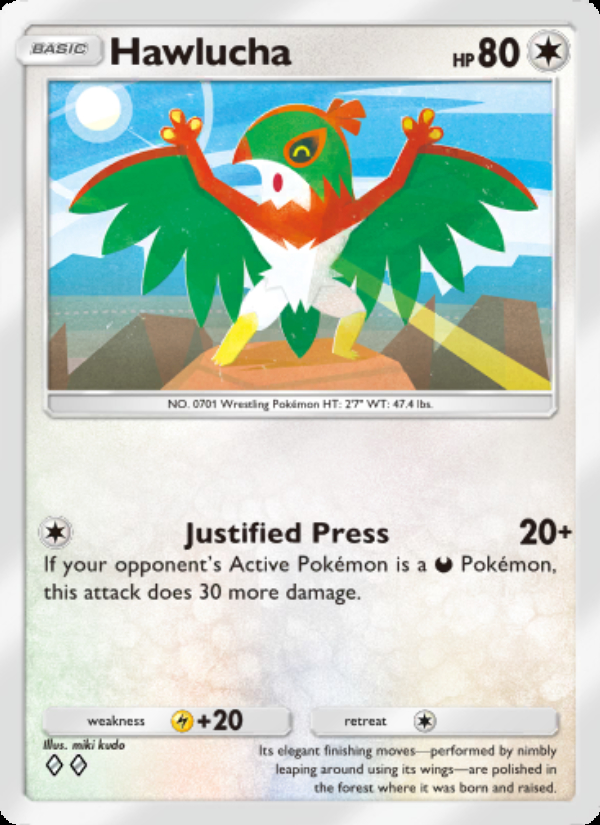 BASIC Hawlucha HP 80
NO. 0701 Wrestling Pokémon HT: 2'7" WT: 47.4 lbs.
Justified Press 20+
If your opponent's Active Pokémon is a Pokémon,
this attack does 30 more damage.
weakness +20 retreat
Illus. miki kudo
Its elegant finishing moves—performed by nimbly
leaping around using its wings—are polished in
the forest where it was born and raised.